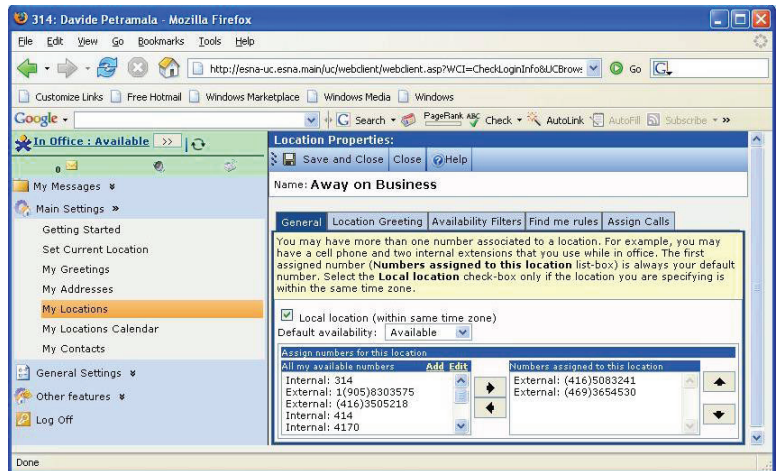 314: Davide Petramala - Mozilla Firefox
File Edit View Go Bookmarks Tools Help
http://esna-uc.esna.main/uc/webclient/webclient.asp?WCI=CheckLoginInfo&UCBrow: Go G
Customize Links Free Hotmail Windows Marketplace Windows Media Windows
Google G Search PageRank ABC Check AutoLink AutoFill Subscribe
In Office : Available >>
0
My Messages
Main Settings
Getting Started
Set Current Location
My Greetings
My Addresses
My Locations
My Locations Calendar
My Contacts
General Settings
Other features
Log Off
Location Properties:
Save and Close Close Help
Name: Away on Business
General Location Greeting Availability Filters Find me rules Assign Calls
You may have more than one number associated to a location. For example, you may
have a cell phone and two internal extensions that you use while in office. The first
assigned number (Numbers assigned to this location list-box) is always your default
number. Select the Local location check-box only if the location you are specifying is
within the same time zone.
Local location (within same time zone)
Default availability: Available
Assign numbers for this location
All my available numbers Add Edit
Internal: 314
External: 1(905)8303575
External: (416)3505218
Internal: 414
Internal: 4170
Numbers assigned to this location
External: (416)5083241
External: (469)3654530
Done